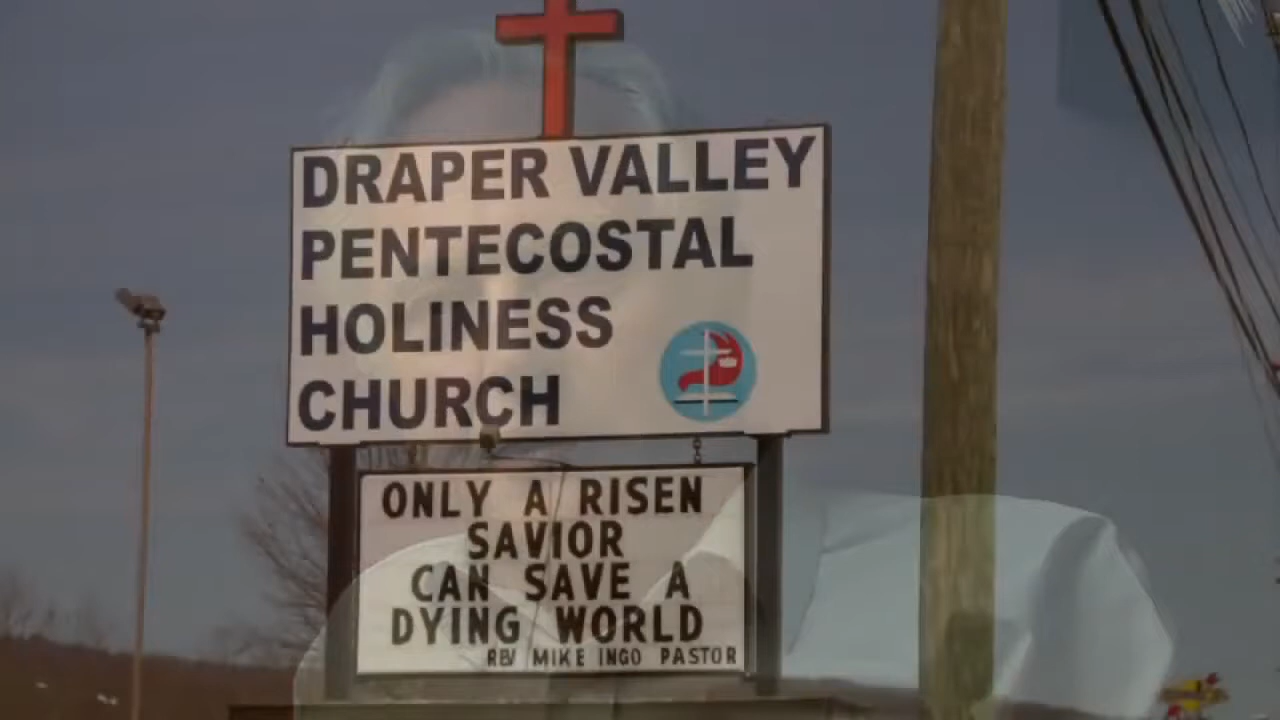 DRAPER VALLEY
PENTECOSTAL
HOLINESS
CHURCH
ONLY A RISEN
SAVIOR
CAN SAVE A
DYING WORLD
REV MIKE INGO PASTOR